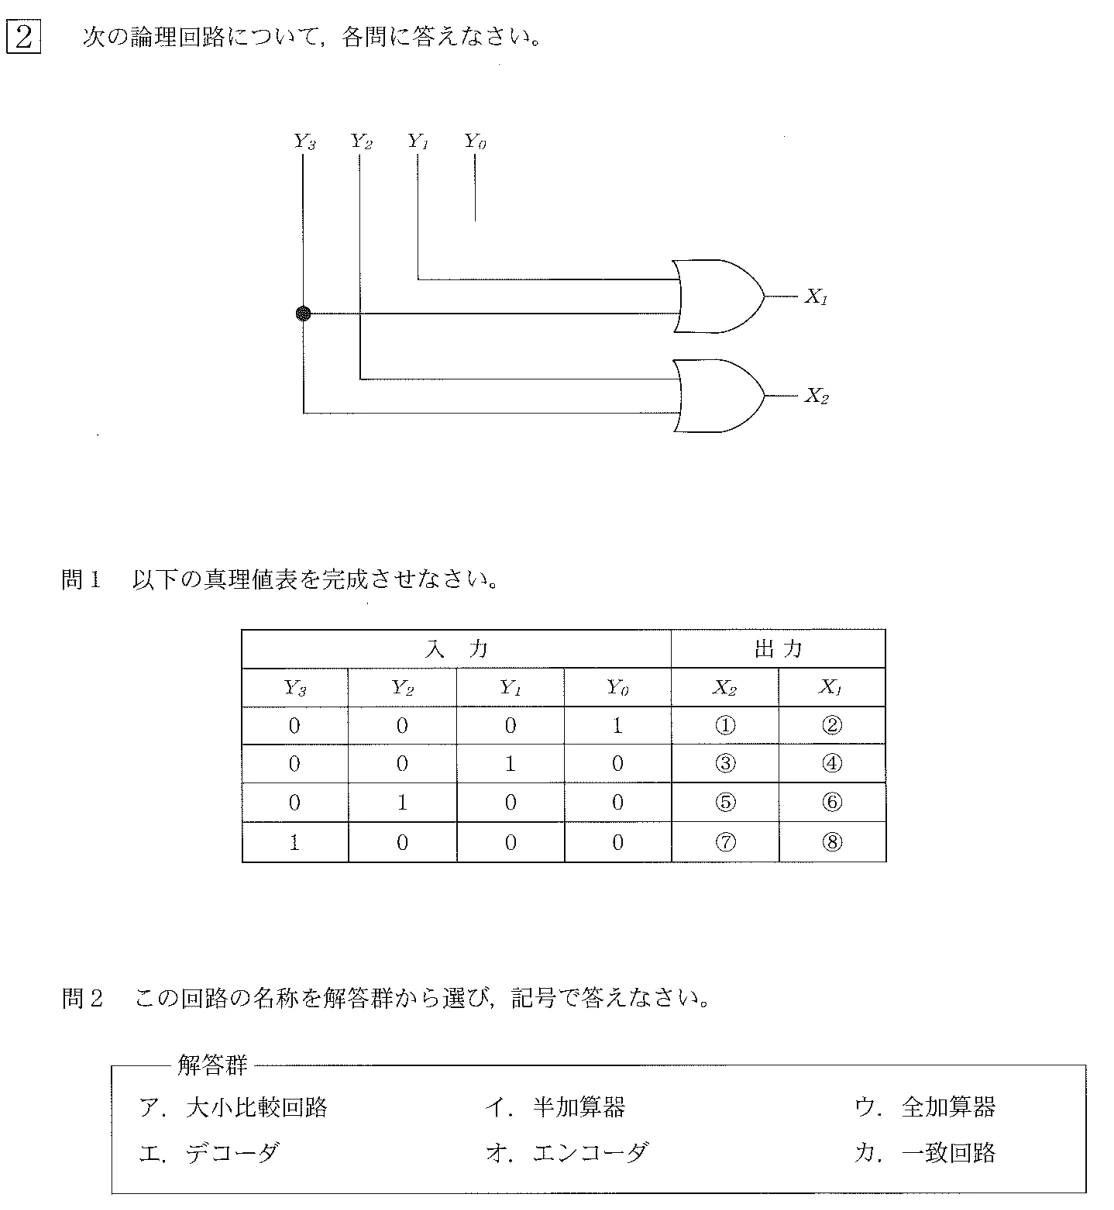 2 次の論理回路について，各問に答えなさい。
Y₃ Y₂ Y₁ Y₀
X₁
X₂
問１ 以下の真理値表を完成させなさい。
入 力 出 力
Y₃ Y₂ Y₁ Y₀ X₂ X₁
0 0 0 1 ① ②
0 0 1 0 ③ ④
0 1 0 0 ⑤ ⑥
1 0 0 0 ⑦ ⑧
問２ この回路の名称を解答群から選び，記号で答えなさい。
解答群
ア．大小比較回路 イ．半加算器 ウ．全加算器
エ．デコーダ オ．エンコーダ カ．一致回路